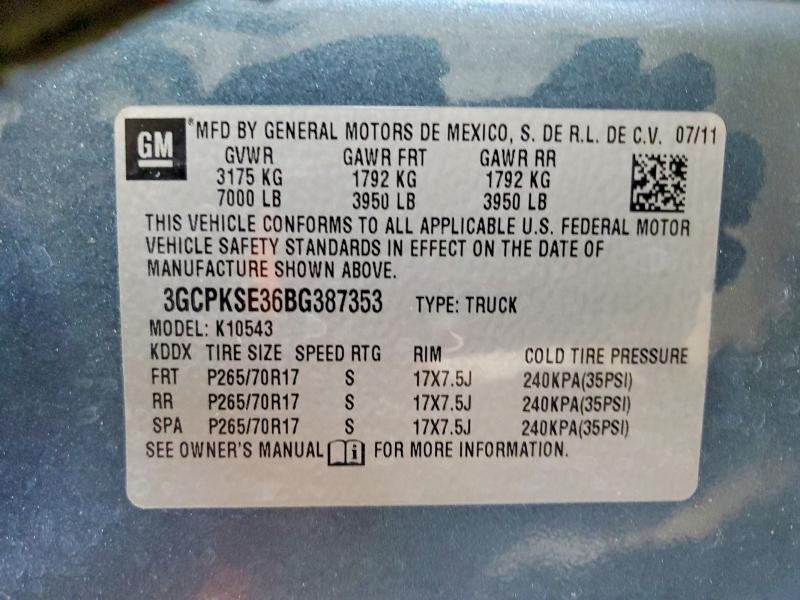 GM ®MFD BY GENERAL MOTORS DE MEXICO, S. DE R.L. DE C.V. 07/11
GVWR GAWR FRT GAWR RR
3175 KG 1792 KG 1792 KG
7000 LB 3950 LB 3950 LB
THIS VEHICLE CONFORMS TO ALL APPLICABLE U.S. FEDERAL MOTOR
VEHICLE SAFETY STANDARDS IN EFFECT ON THE DATE OF
MANUFACTURE SHOWN ABOVE.
3GCPKSE36BG387353 TYPE: TRUCK
MODEL: K10543
KDDX TIRE SIZE SPEED RTG RIM COLD TIRE PRESSURE
FRT P265/70R17 S 17X7.5J 240KPA(35PSI)
RR P265/70R17 S 17X7.5J 240KPA(35PSI)
SPA P265/70R17 S 17X7.5J 240KPA(35PSI)
SEE OWNER'S MANUAL FOR MORE INFORMATION.